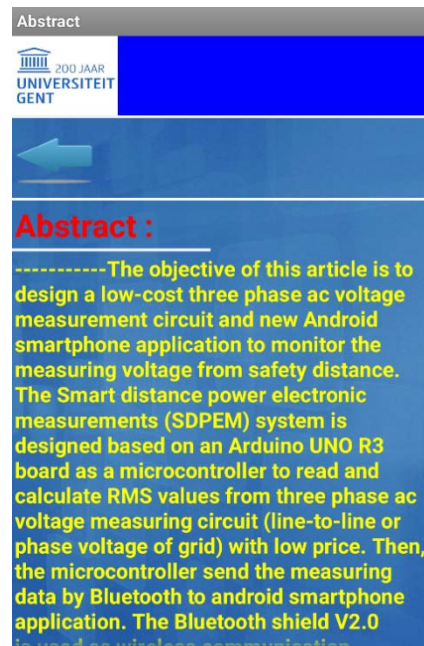 Abstract
200 JAAR
UNIVERSITEIT
GENT
Abstract :
-----------The objective of this article is to
design a low-cost three phase ac voltage
measurement circuit and new Android
smartphone application to monitor the
measuring voltage from safety distance.
The Smart distance power electronic
measurements (SDPEM) system is
designed based on an Arduino UNO R3
board as a microcontroller to read and
calculate RMS values from three phase ac
voltage measuring circuit (line-to-line or
phase voltage of grid) with low price. Then,
the microcontroller send the measuring
data by Bluetooth to android smartphone
application. The Bluetooth shield V2.0
is used as wireless communication